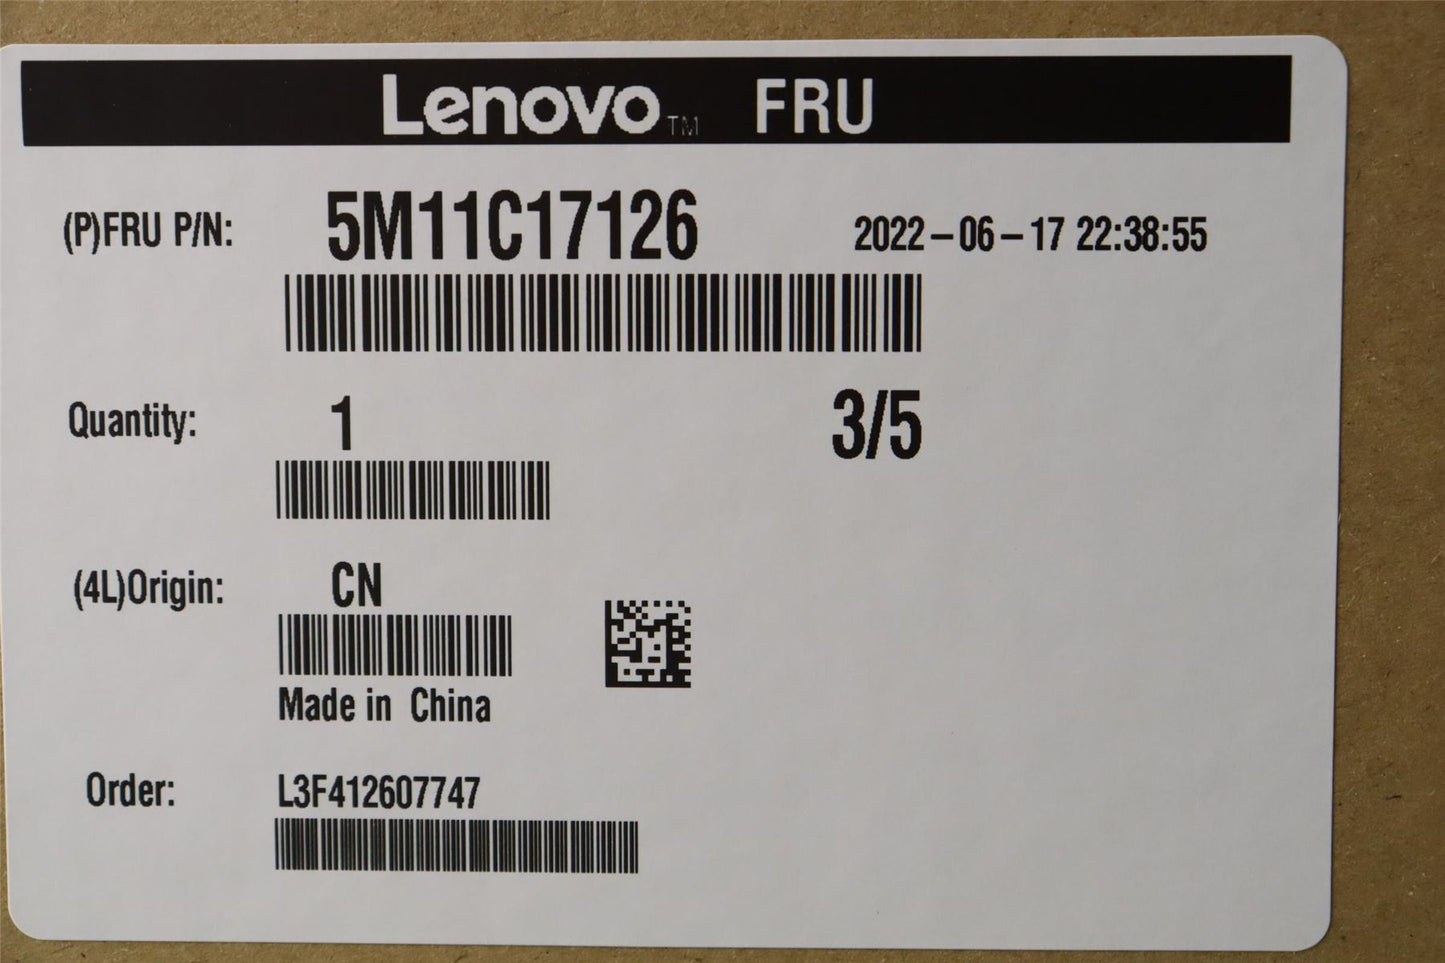 Lenovo™ FRU
(P)FRU P/N: 5M11C17126 2022-06-17 22:38:55
Quantity: 1 3/5
(4L)Origin: CN
Made in China
Order: L3F412607747